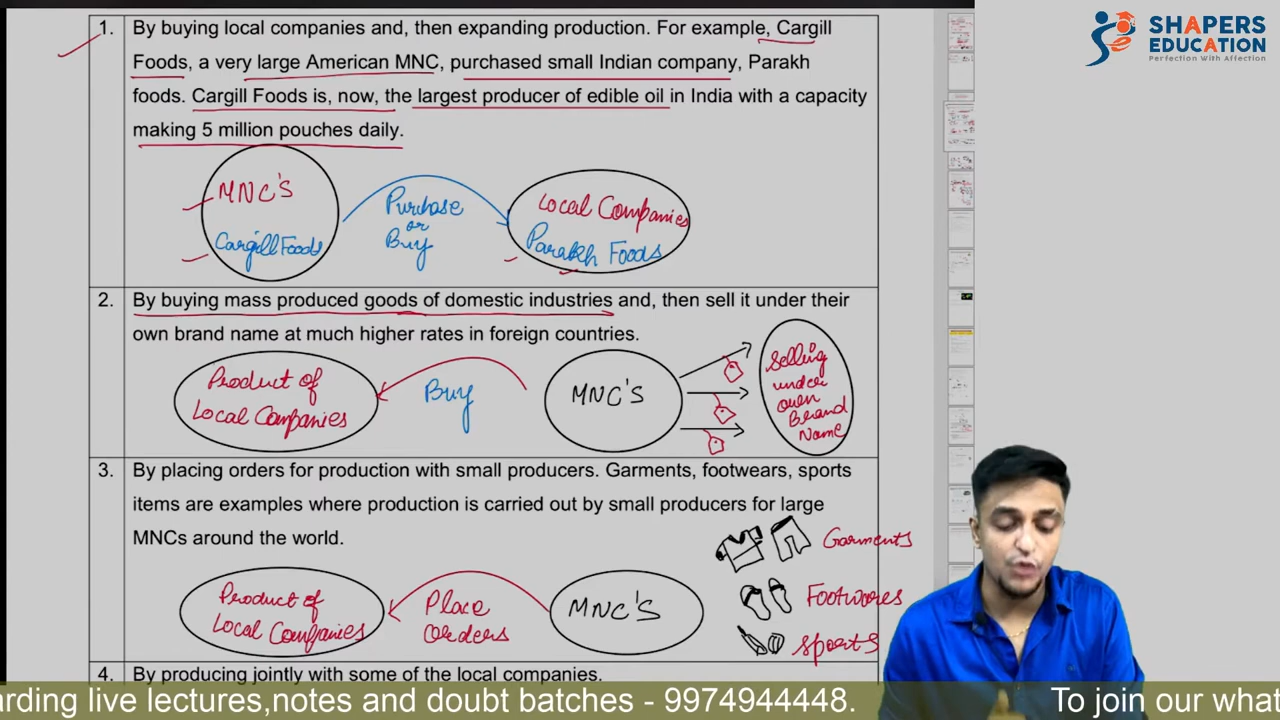 SHAPERS
EDUCATION
Perfection With Affection
1. By buying local companies and, then expanding production. For example, Cargill
Foods, a very large American MNC, purchased small Indian company, Parakh
foods. Cargill Foods is, now, the largest producer of edible oil in India with a capacity
making 5 million pouches daily.
MNC'S
Cargill Foods
Purchase
or
Buy
Local Companies
Parakh Foods
2. By buying mass produced goods of domestic industries and, then sell it under their
own brand name at much higher rates in foreign countries.
Product of
Local Companies
Buy
MNC'S
Selling
under
own
Brand
Name
3. By placing orders for production with small producers. Garments, footwears, sports
items are examples where production is carried out by small producers for large
MNCs around the world.
Product of
Local Companies
Place
Orders
MNC'S
Garments
Footwares
Sports
4. By producing jointly with some of the local companies.
arding live lectures,notes and doubt batches - 9974944448. To join our what